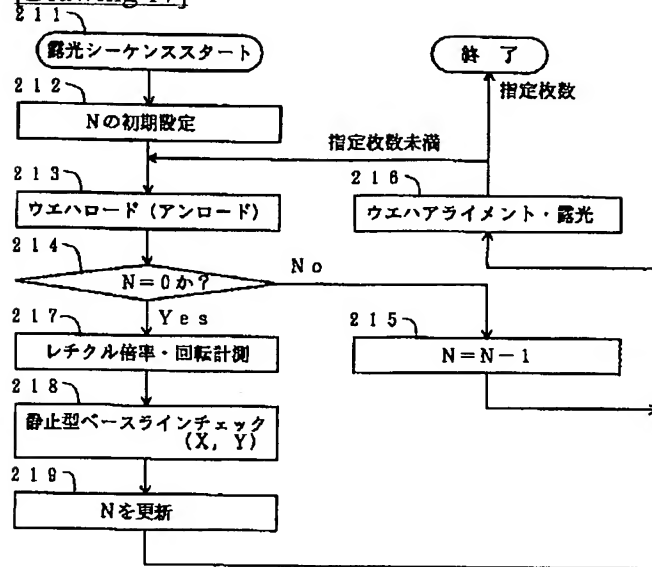 ２１１
露光シーケンススタート
２１２
Nの初期設定
２１３
ウエハロード（アンロード）
２１４
N＝0か？
No
Yes
２１７
レチクル倍率・回転計測
２１８
静止型ベースラインチェック
(X, Y)
２１９
Nを更新
終 了
指定枚数
指定枚数未満
２１６
ウエハアライメント・露光
２１５
N＝N－1